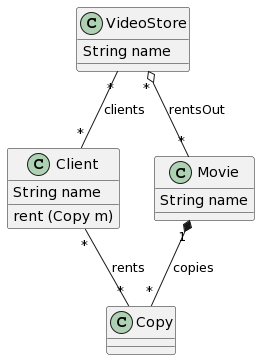 C VideoStore
String name
* *
clients rentsOut
* *
C Client
String name
rent (Copy m)
C Movie
String name
* 1
rents copies
* *
C Copy